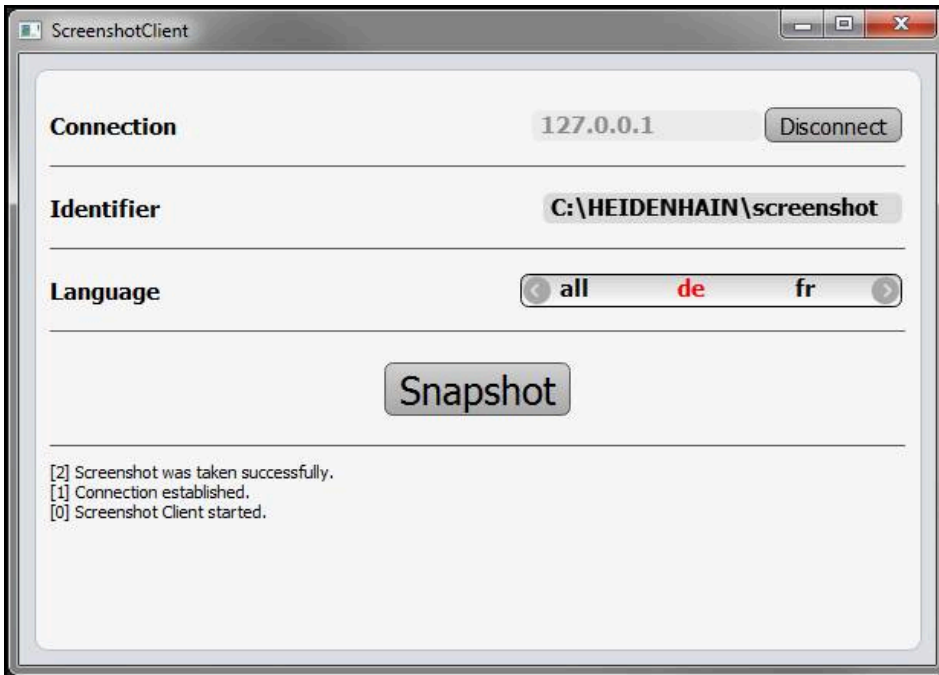 ScreenshotClient
Connection 127.0.0.1 Disconnect
Identifier C:\HEIDENHAIN\screenshot
Language all de fr
Snapshot
[2] Screenshot was taken successfully.
[1] Connection established.
[0] Screenshot Client started.